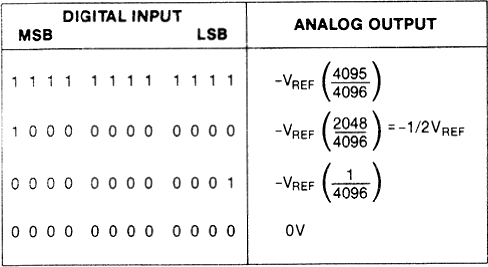 DIGITAL INPUT
MSB LSB
ANALOG OUTPUT
1 1 1 1 1 1 1 1 1 1 1 1 -VREF (4095/4096)
1 0 0 0 0 0 0 0 0 0 0 0 -VREF (2048/4096) = -1/2VREF
0 0 0 0 0 0 0 0 0 0 0 1 -VREF (1/4096)
0 0 0 0 0 0 0 0 0 0 0 0 0V